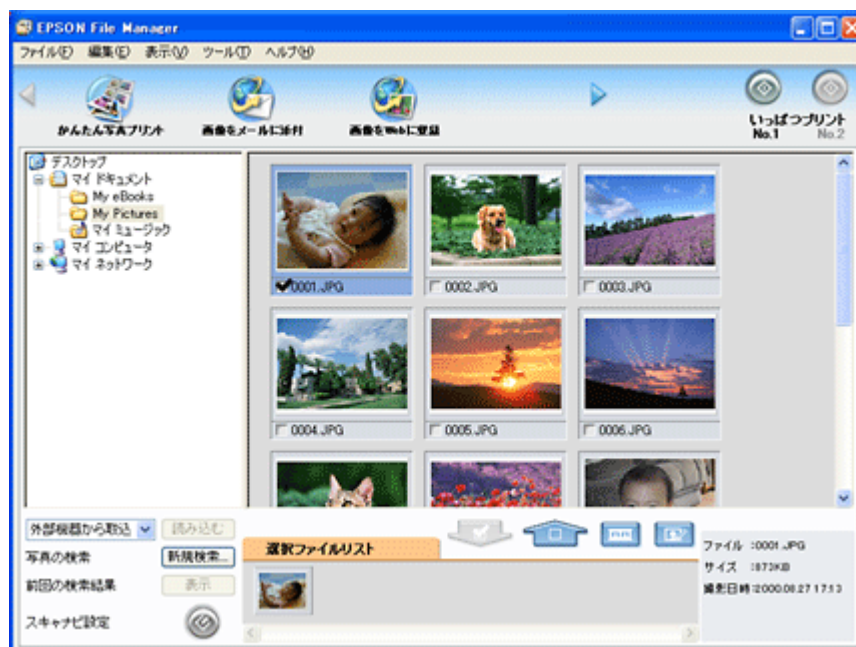 EPSON File Manager
ファイル(F) 編集(E) 表示(V) ツール(T) ヘルプ(H)
かんたん写真プリント 画像をメールに添付 画像をWebに登録 いっぱつプリント
No.1 No.2
デスクトップ
マイ ドキュメント
My eBooks
My Pictures
マイ ミュージック
マイ コンピュータ
マイ ネットワーク
0001.JPG 0002.JPG 0003.JPG
0004.JPG 0005.JPG 0006.JPG
外部機器から取込 読み込む
写真の検索 新規検索...
前回の検索結果 表示
スキャナビ設定
選択ファイルリスト
ファイル :0001.JPG
サイズ :873KB
撮影日時:2000.08.27 17:13